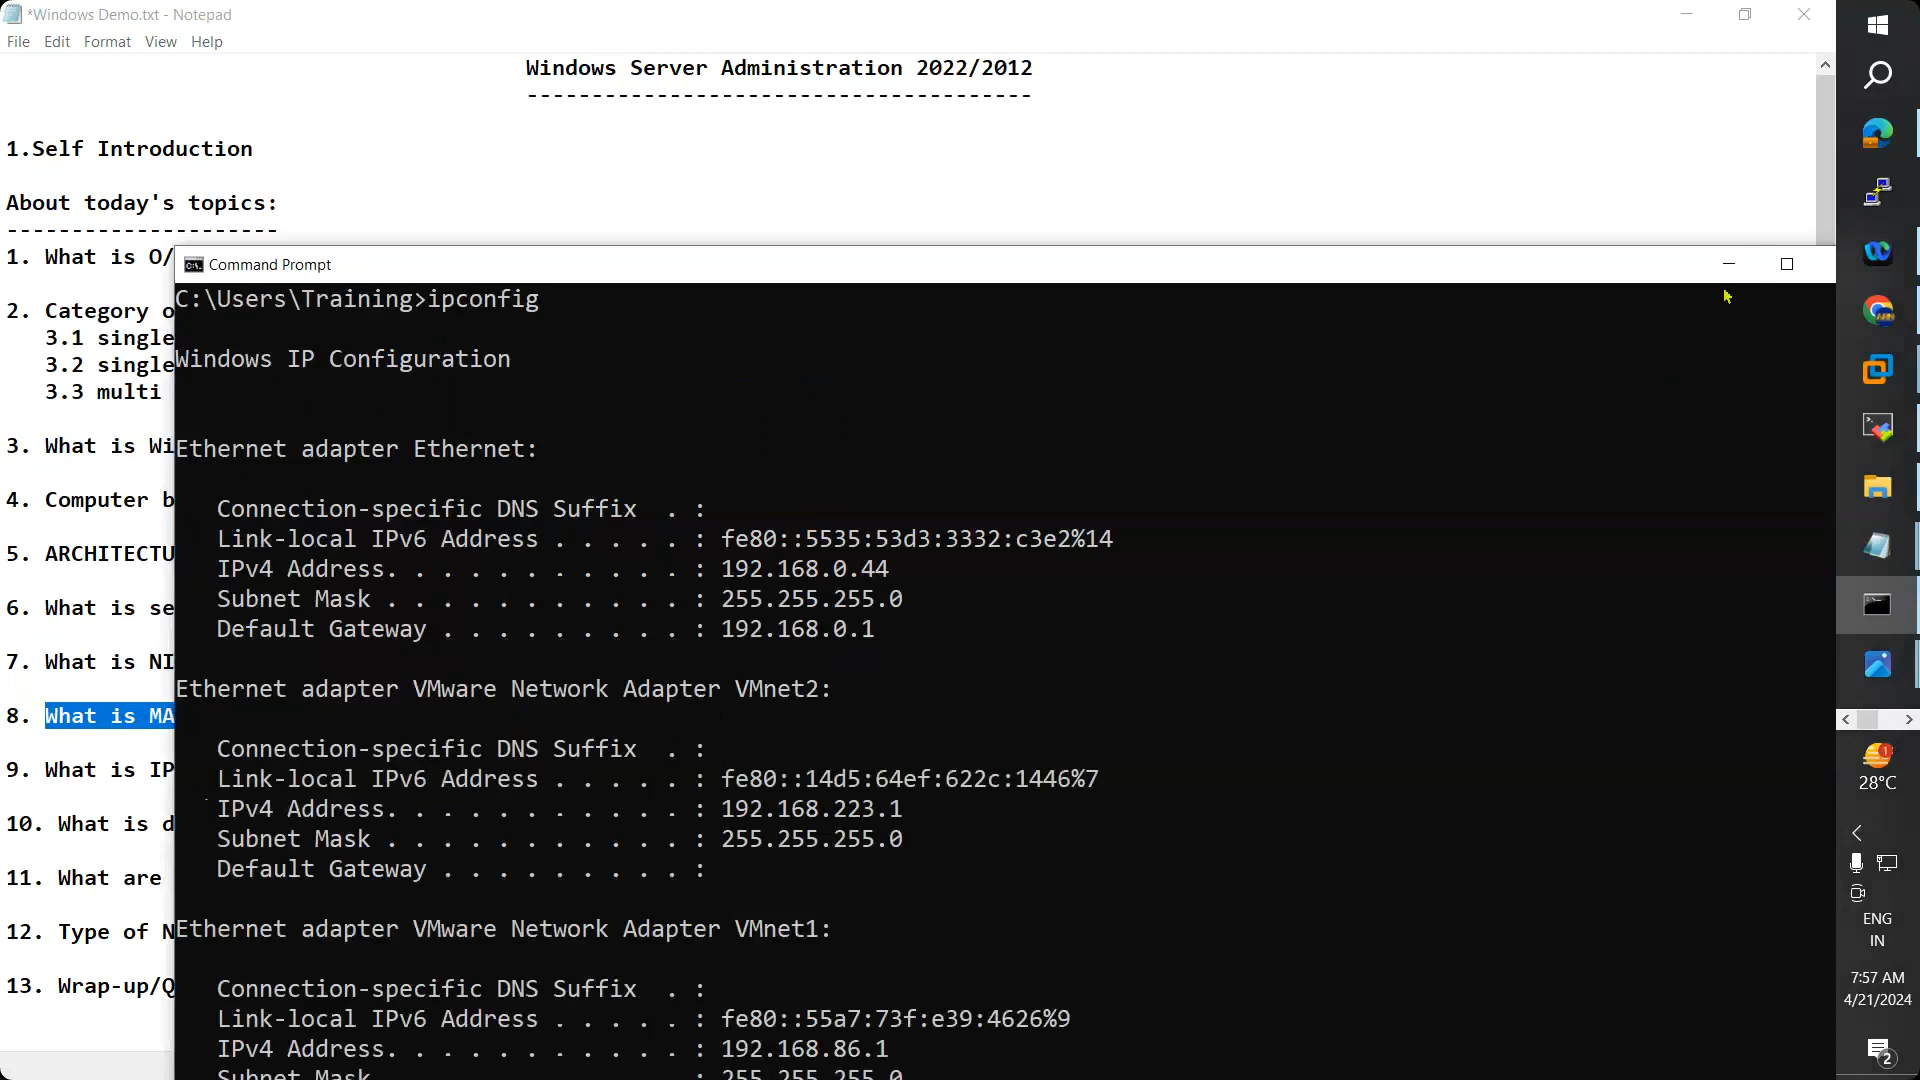 *Windows Demo.txt - Notepad
File Edit Format View Help
Windows Server Administration 2022/2012
---------------------------------------
1.Self Introduction
About today's topics:
---------------------
1. What is O/
2. Category o
3.1 single
3.2 single
3.3 multi
3. What is Wi
4. Computer b
5. ARCHITECTU
6. What is se
7. What is NI
8. What is MA
9. What is IP
10. What is d
11. What are
12. Type of N
13. Wrap-up/Q
Command Prompt
C:\Users\Training>ipconfig
Windows IP Configuration
Ethernet adapter Ethernet:
Connection-specific DNS Suffix  . :
Link-local IPv6 Address . . . . . : fe80::5535:53d3:3332:c3e2%14
IPv4 Address. . . . . . . . . . . : 192.168.0.44
Subnet Mask . . . . . . . . . . . : 255.255.255.0
Default Gateway . . . . . . . . . : 192.168.0.1
Ethernet adapter VMware Network Adapter VMnet2:
Connection-specific DNS Suffix  . :
Link-local IPv6 Address . . . . . : fe80::14d5:64ef:622c:1446%7
IPv4 Address. . . . . . . . . . . : 192.168.223.1
Subnet Mask . . . . . . . . . . . : 255.255.255.0
Default Gateway . . . . . . . . . :
Ethernet adapter VMware Network Adapter VMnet1:
Connection-specific DNS Suffix  . :
Link-local IPv6 Address . . . . . : fe80::55a7:73f:e39:4626%9
IPv4 Address. . . . . . . . . . . : 192.168.86.1
Subnet Mask . . . . . . . . . . . : 255.255.255.0
1
28°C
ENG
IN
7:57 AM
4/21/2024
2